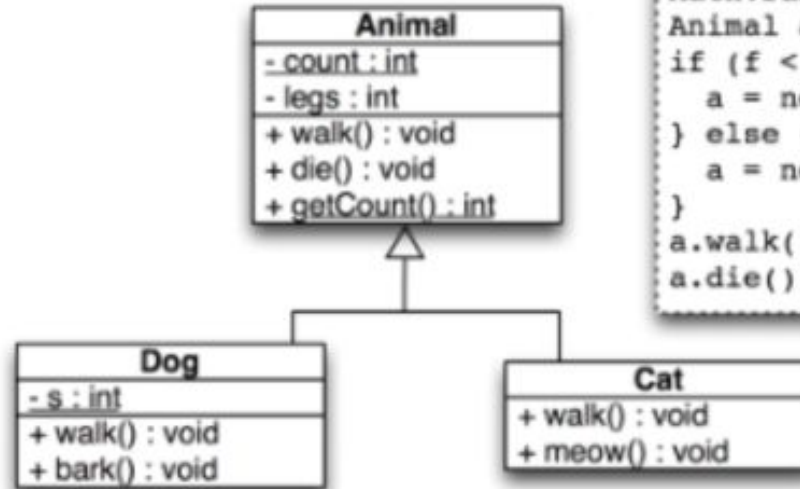 Animal
- count : int
- legs : int
+ walk() : void
+ die() : void
+ getCount() : int
Animal
if (f <
a =
} else
a =
}
a.walk(
a.die()
Dog
- s : int
+ walk() : void
+ bark() : void
Cat
+ walk() : void
+ meow() : void